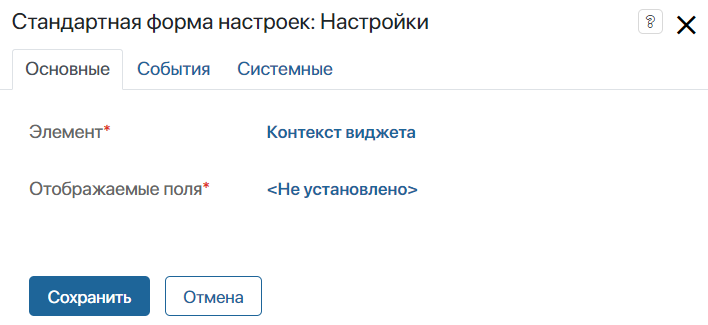 Стандартная форма настроек: Настройки
?
Основные События Системные
Элемент* Контекст виджета
Отображаемые поля* <Не установлено>
Сохранить Отмена